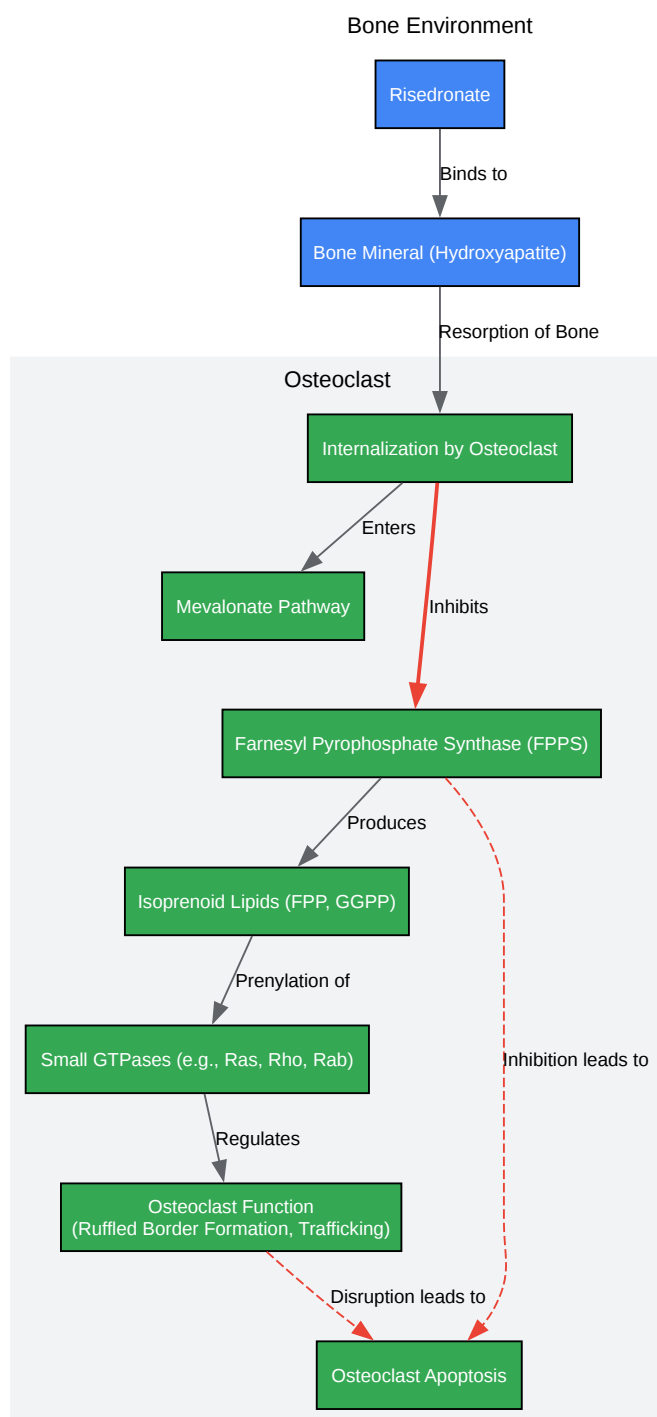 Bone Environment
Risedronate
Binds to
Bone Mineral (Hydroxyapatite)
Resorption of Bone
Osteoclast
Internalization by Osteoclast
Enters
Mevalonate Pathway
Inhibits
Farnesyl Pyrophosphate Synthase (FPPS)
Produces
Isoprenoid Lipids (FPP, GGPP)
Prenylation of
Small GTPases (e.g., Ras, Rho, Rab)
Inhibition leads to
Regulates
Osteoclast Function
(Ruffled Border Formation, Trafficking)
Disruption leads to
Osteoclast Apoptosis